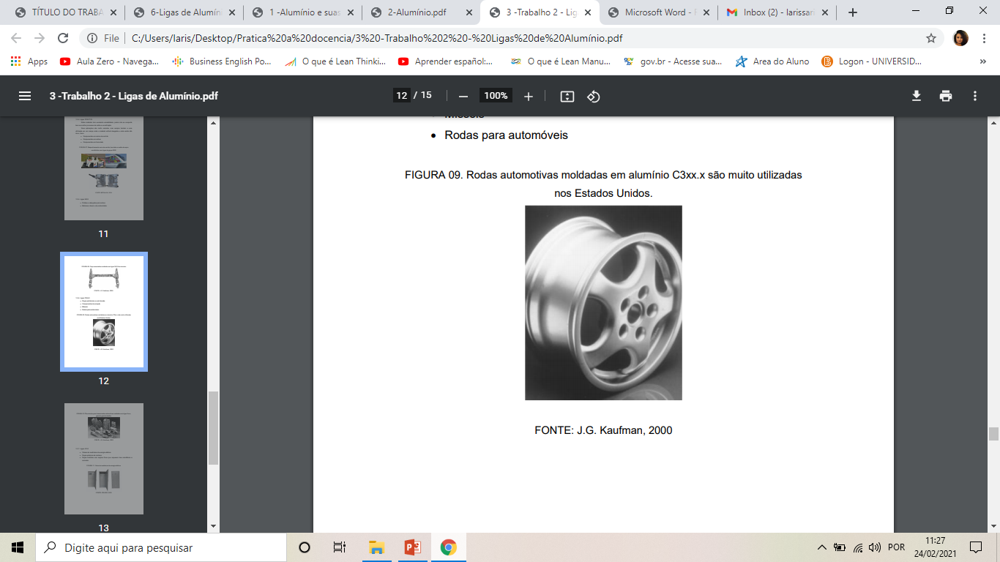 TÍTULO DO TRABA
6-Ligas de Alumín
1 -Alumínio e suas
2-Alumínio.pdf
3 -Trabalho 2 - Lig
Microsoft Word -
Inbox (2) - larissar
File
C:/Users/laris/Desktop/Pratica%20a%20docencia/3%20-Trabalho%202%20-%20Ligas%20de%20Alumínio.pdf
Apps
Aula Zero - Navega...
Business English Po...
O que é Lean Thinki...
Aprender español:...
O que é Lean Manu...
gov.br - Acesse sua...
Area do Aluno
Logon - UNIVERSID...
3 -Trabalho 2 - Ligas de Alumínio.pdf
12 / 15
100%
11
12
13
• Mísseis
• Rodas para automóveis
FIGURA 09. Rodas automotivas moldadas em alumínio C3xx.x são muito utilizadas
nos Estados Unidos.
FONTE: J.G. Kaufman, 2000
Digite aqui para pesquisar
POR
11:27
24/02/2021